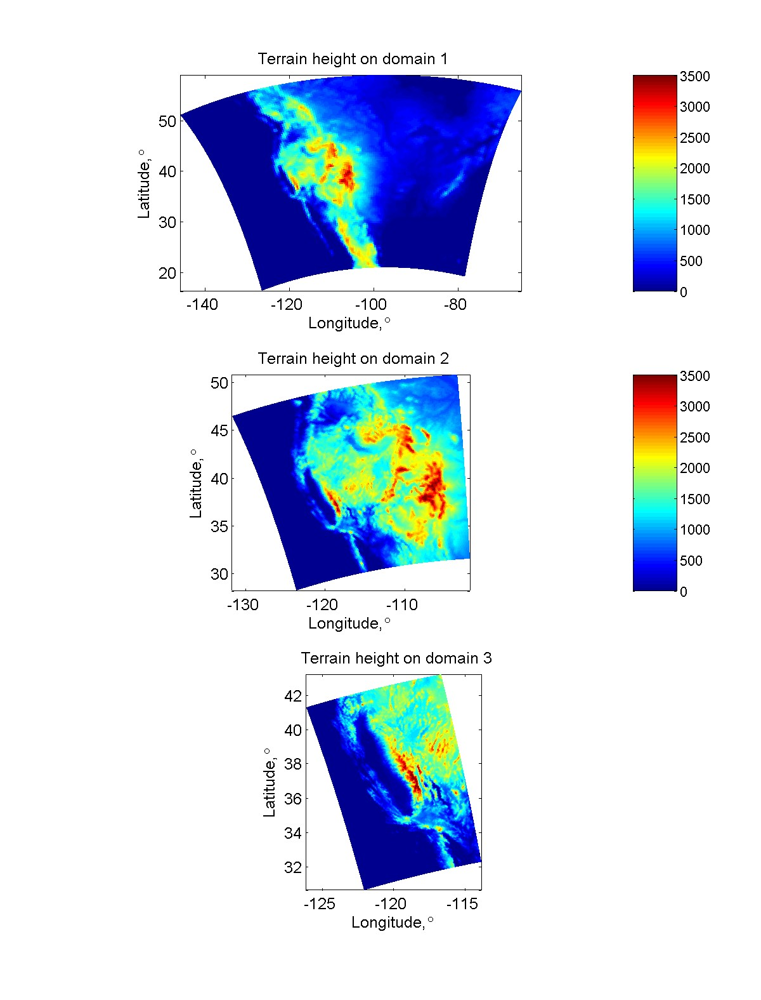 Terrain height on domain 1
50
40
30
20
Latitude,°
-140 -120 -100 -80
Longitude,°
3500
3000
2500
2000
1500
1000
500
0
Terrain height on domain 2
50
45
40
35
30
Latitude,°
-130 -120 -110
Longitude,°
3500
3000
2500
2000
1500
1000
500
0
Terrain height on domain 3
42
40
38
36
34
32
Latitude,°
-125 -120 -115
Longitude,°